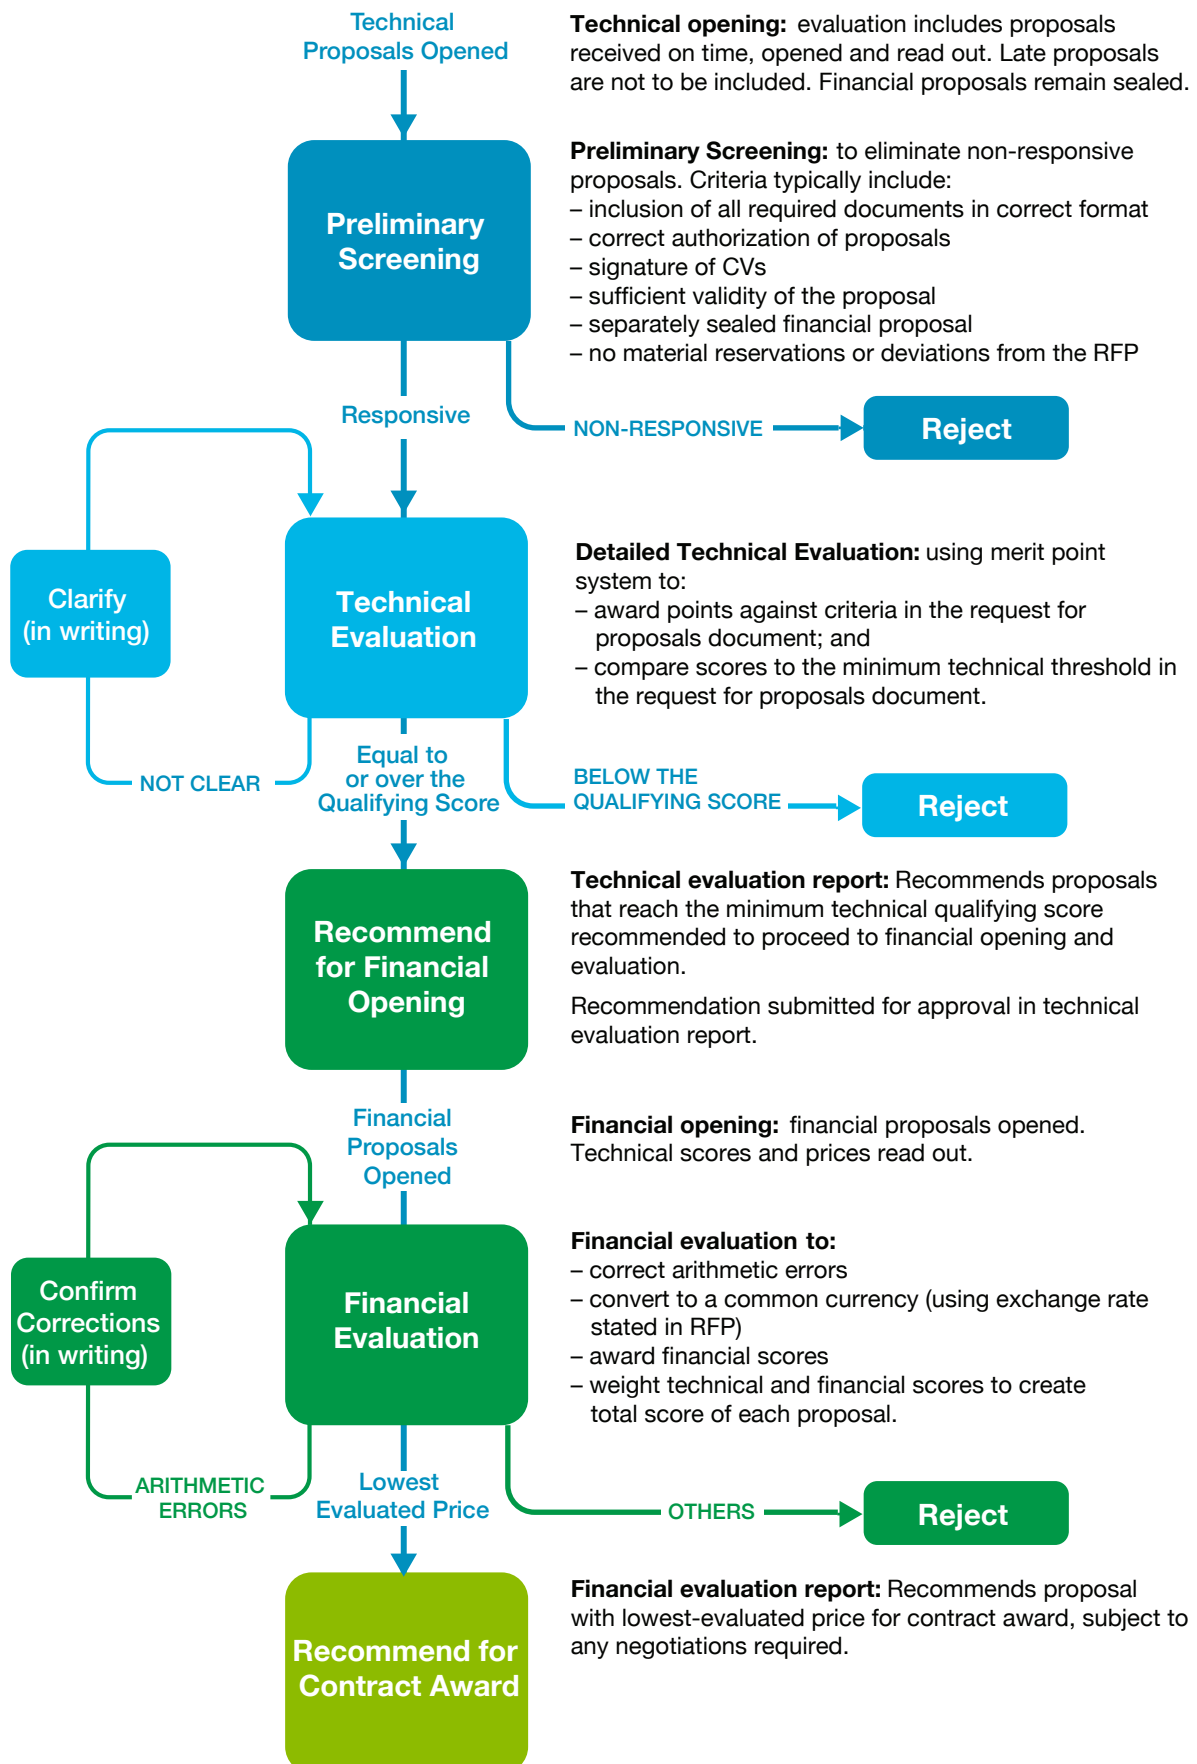 Technical
Proposals Opened
Technical opening: evaluation includes proposals
received on time, opened and read out. Late proposals
are not to be included. Financial proposals remain sealed.
Preliminary
Screening
Preliminary Screening: to eliminate non-responsive
proposals. Criteria typically include:
– inclusion of all required documents in correct format
– correct authorization of proposals
– signature of CVs
– sufficient validity of the proposal
– separately sealed financial proposal
– no material reservations or deviations from the RFP
Responsive
NON-RESPONSIVE
Reject
Clarify
(in writing)
Technical
Evaluation
Detailed Technical Evaluation: using merit point
system to:
– award points against criteria in the request for
proposals document; and
– compare scores to the minimum technical threshold in
the request for proposals document.
NOT CLEAR
Equal to
or over the
Qualifying Score
BELOW THE
QUALIFYING SCORE
Reject
Recommend
for Financial
Opening
Technical evaluation report: Recommends proposals
that reach the minimum technical qualifying score
recommended to proceed to financial opening and
evaluation.
Recommendation submitted for approval in technical
evaluation report.
Financial
Proposals
Opened
Financial opening: financial proposals opened.
Technical scores and prices read out.
Confirm
Corrections
(in writing)
Financial
Evaluation
Financial evaluation to:
– correct arithmetic errors
– convert to a common currency (using exchange rate
stated in RFP)
– award financial scores
– weight technical and financial scores to create
total score of each proposal.
ARITHMETIC
ERRORS
Lowest
Evaluated Price
OTHERS
Reject
Recommend for
Contract Award
Financial evaluation report: Recommends proposal
with lowest-evaluated price for contract award, subject to
any negotiations required.